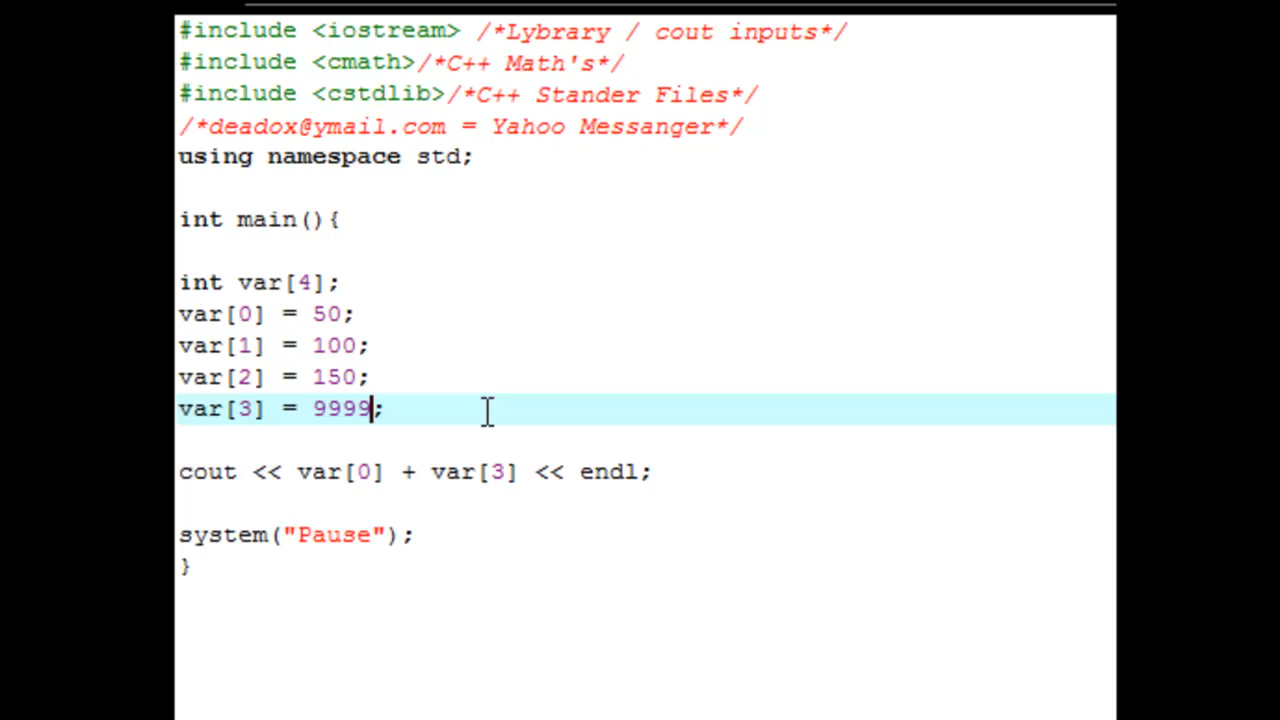 #include <iostream> /*Lybrary / cout inputs*/
#include <cmath>/*C++ Math's*/
#include <cstdlib>/*C++ Stander Files*/
/*deadox@ymail.com = Yahoo Messanger*/
using namespace std;
int main(){
int var[4];
var[0] = 50;
var[1] = 100;
var[2] = 150;
var[3] = 9999;
cout << var[0] + var[3] << endl;
system("Pause");
}